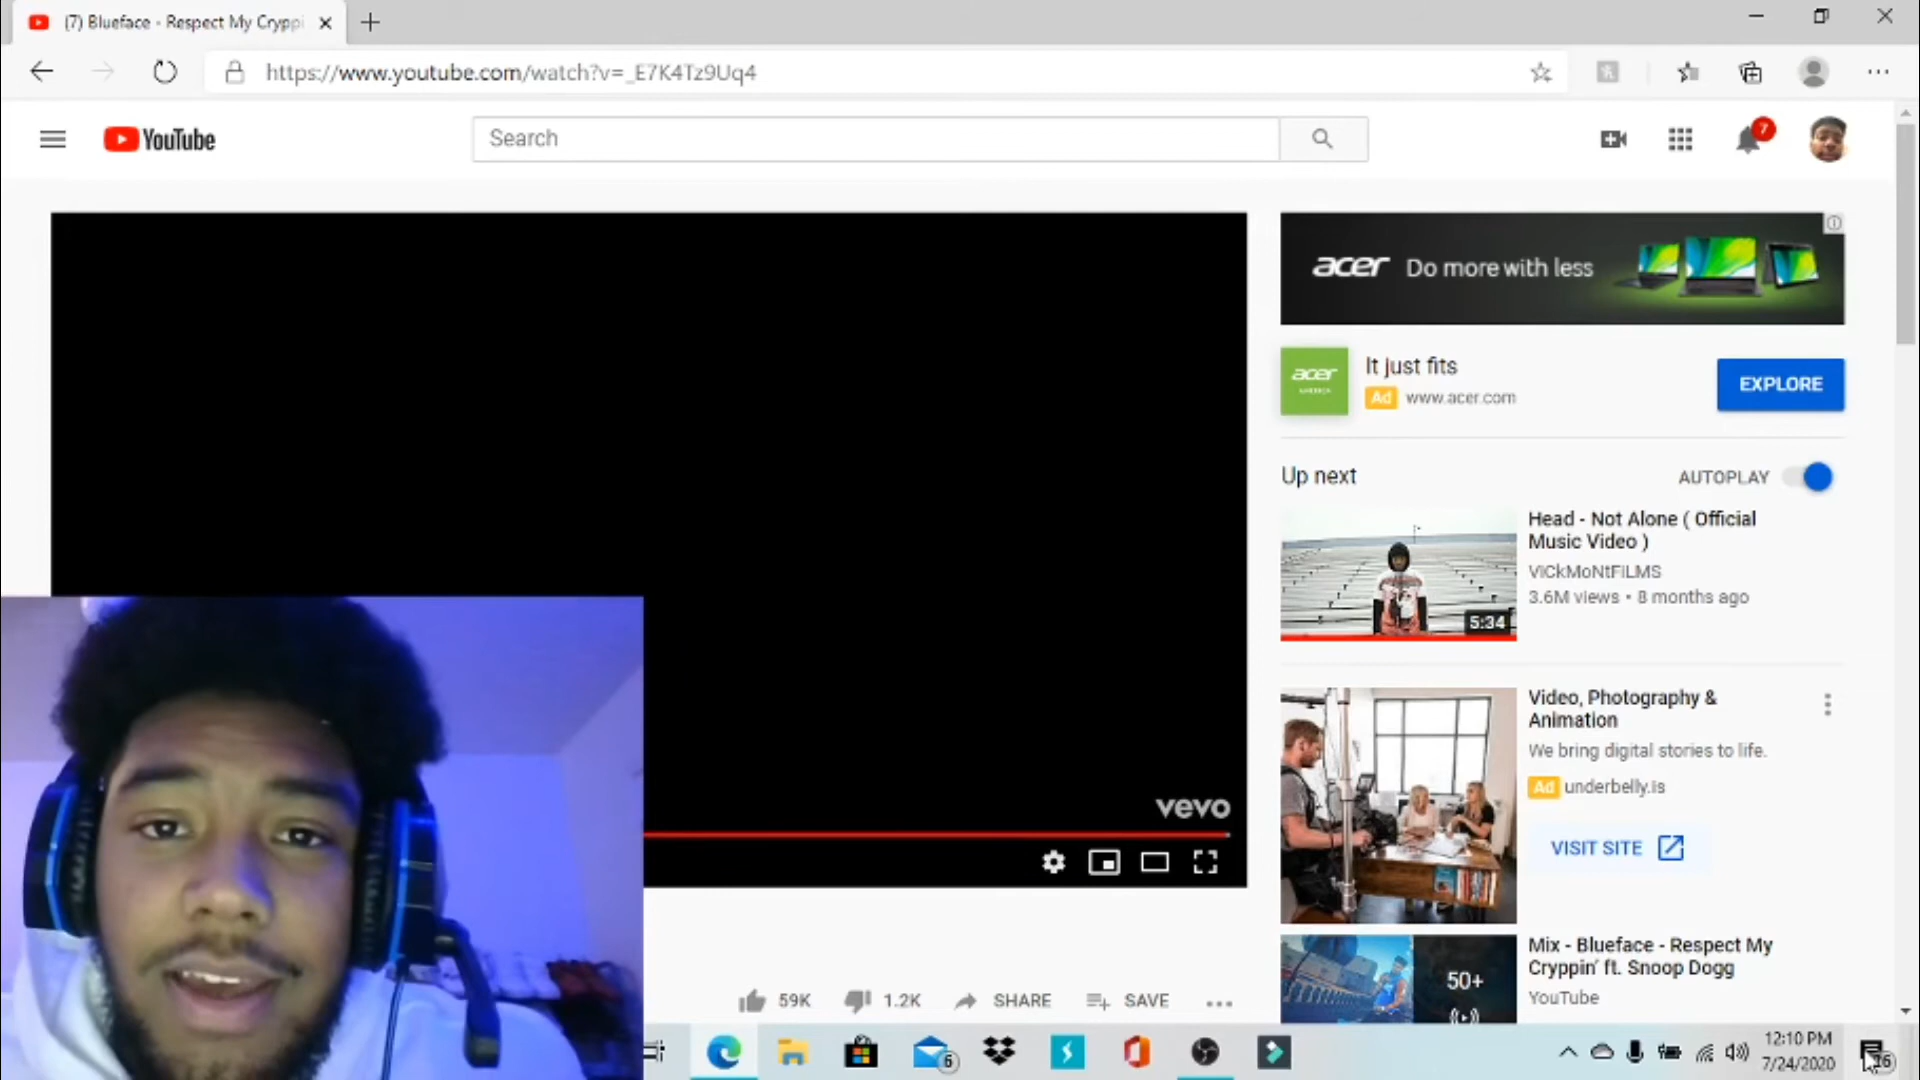 (7) Blueface - Respect My Cryppi
https://www.youtube.com/watch?v=_E7K4Tz9Uq4
YouTube
Search
7
acer Do more with less
acer
It just fits
Ad www.acer.com
EXPLORE
Up next
AUTOPLAY
Head - Not Alone ( Official
Music Video )
VICkMoNtFILMS
3.6M views • 8 months ago
5:34
Video, Photography &
Animation
We bring digital stories to life.
Ad underbelly.is
VISIT SITE
vevo
Mix - Blueface - Respect My
Cryppin' ft. Snoop Dogg
YouTube
50+
59K
1.2K
SHARE
SAVE
6
12:10 PM
7/24/2020